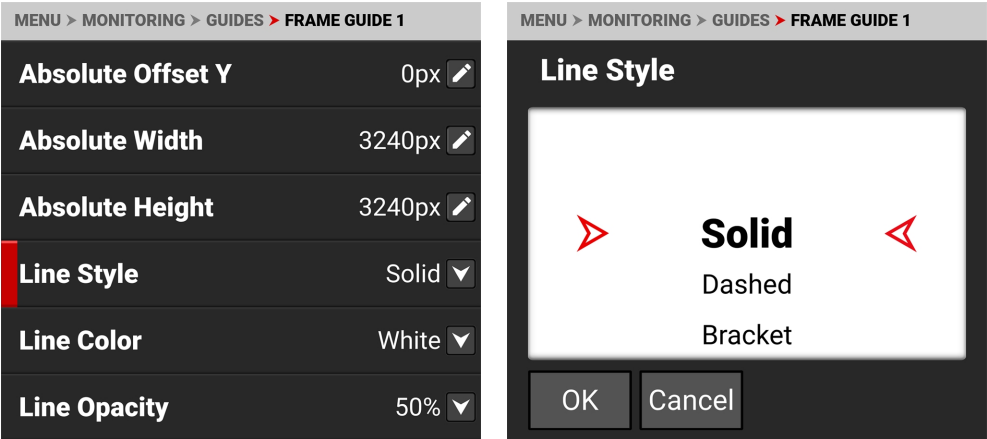 MENU > MONITORING > GUIDES > FRAME GUIDE 1
Absolute Offset Y 0px
Absolute Width 3240px
Absolute Height 3240px
Line Style Solid
Line Color White
Line Opacity 50%
MENU > MONITORING > GUIDES > FRAME GUIDE 1
Line Style
Solid
Dashed
Bracket
OK Cancel